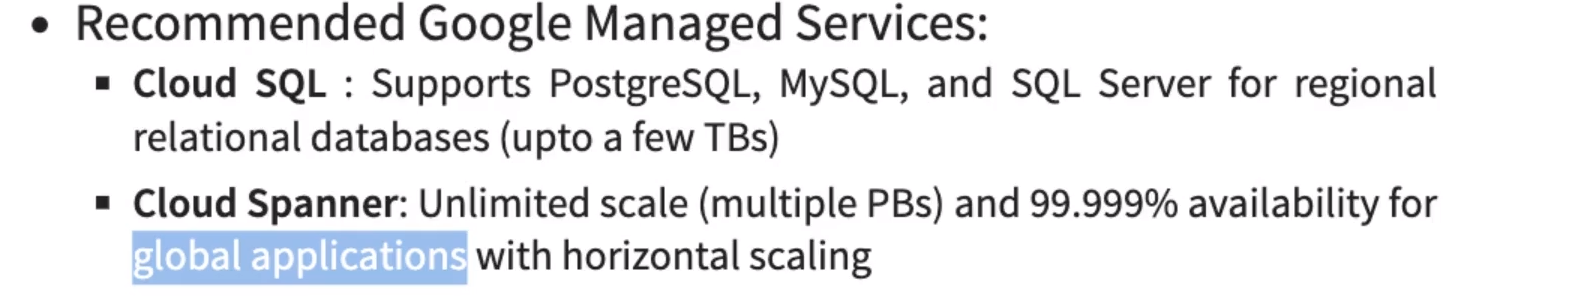 • Recommended Google Managed Services:
▪ Cloud SQL : Supports PostgreSQL, MySQL, and SQL Server for regional
relational databases (upto a few TBs)
▪ Cloud Spanner: Unlimited scale (multiple PBs) and 99.999% availability for
global applications with horizontal scaling